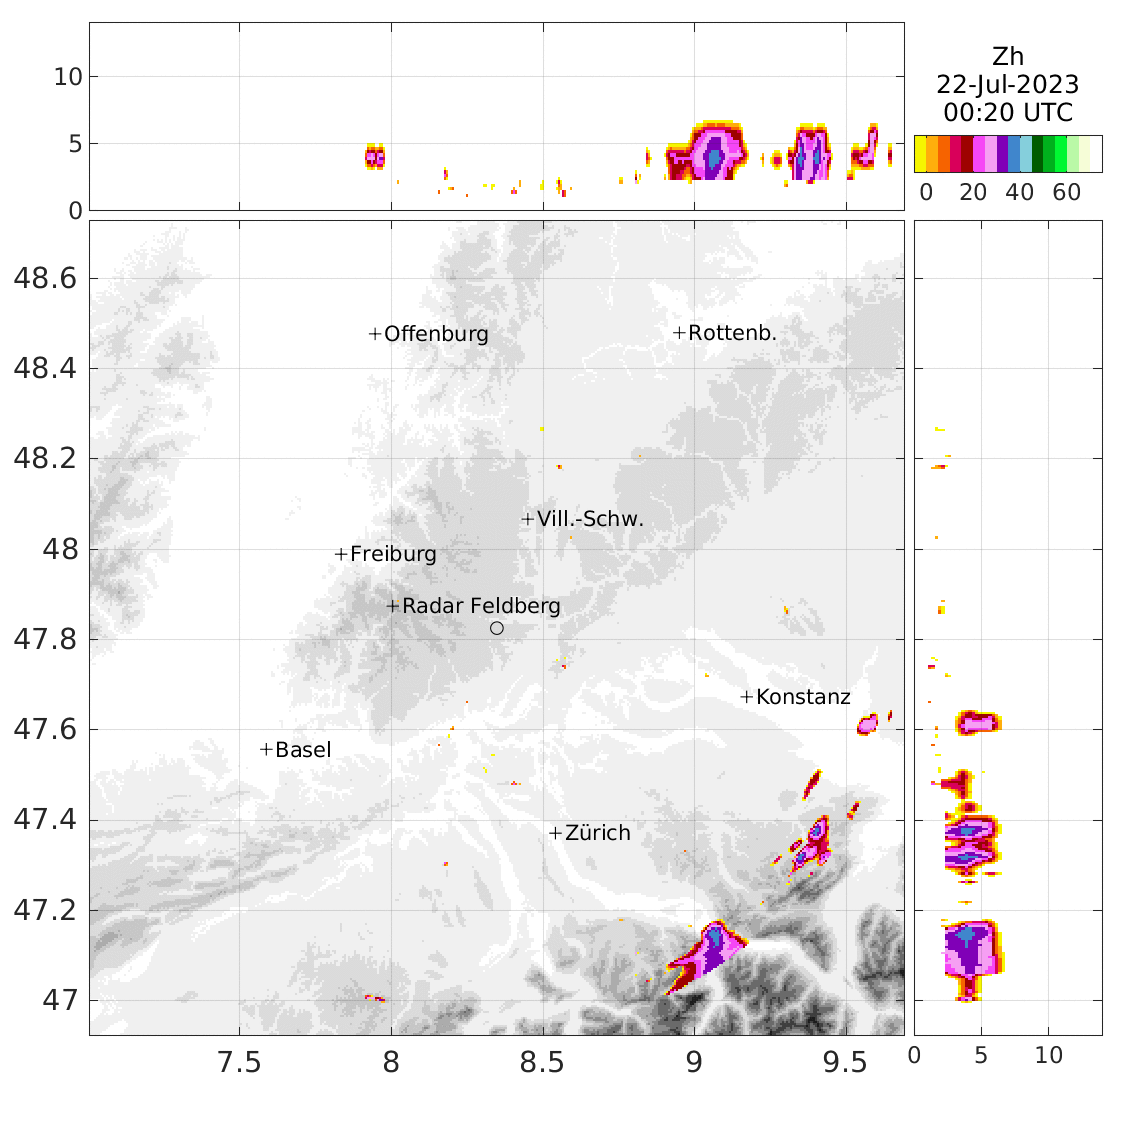 10
5
0
Zh
22-Jul-2023
00:20 UTC
0 20 40 60
48.6
48.4
48.2
48
47.8
47.6
47.4
47.2
47
+Offenburg
+Rottenb.
+Vill.-Schw.
+Freiburg
+Radar Feldberg
+Konstanz
+Basel
+Zürich
7.5 8 8.5 9 9.5
0 5 10